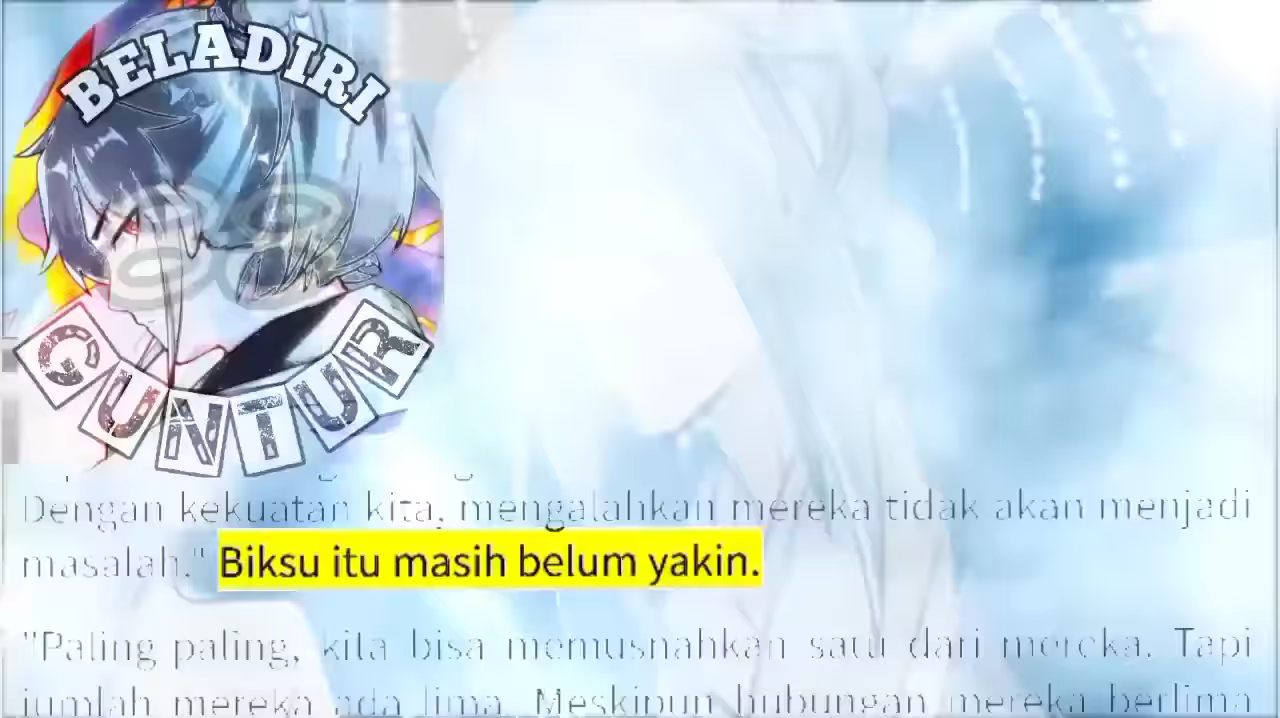 BELADIRI
GUNTUR
Dengan kekuatan kita, mengalahkan mereka tidak akan menjadi
masalah." Biksu itu masih belum yakin.
"Paling paling, kita bisa memusnahkan satu dari mereka. Tapi
jumlah mereka ada lima. Meskipun hubungan mereka berlima